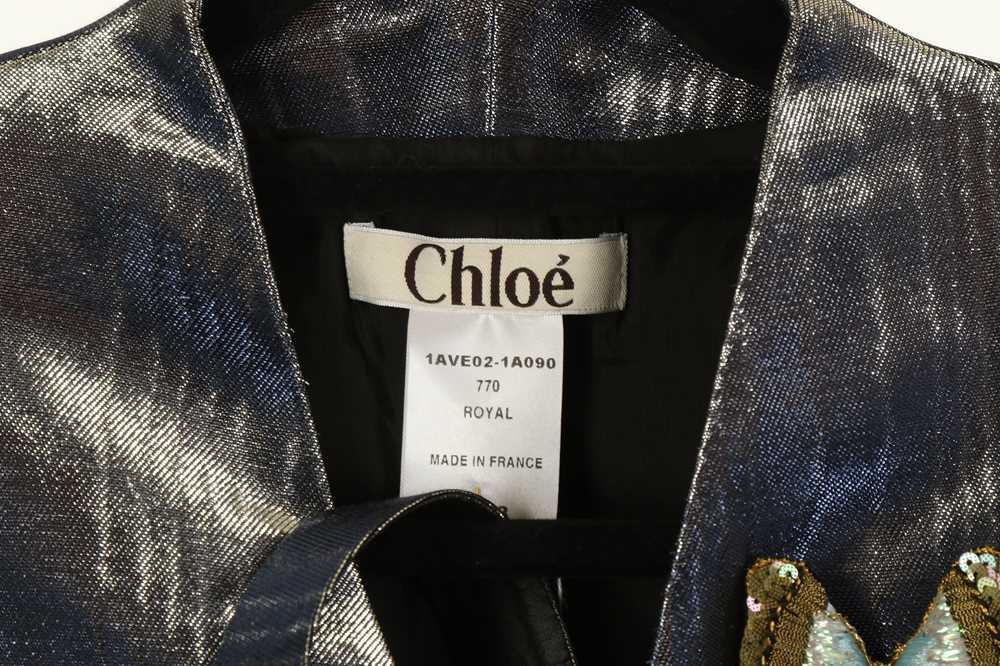 Chloé
1AVE02-1A090
770
ROYAL
MADE IN FRANCE